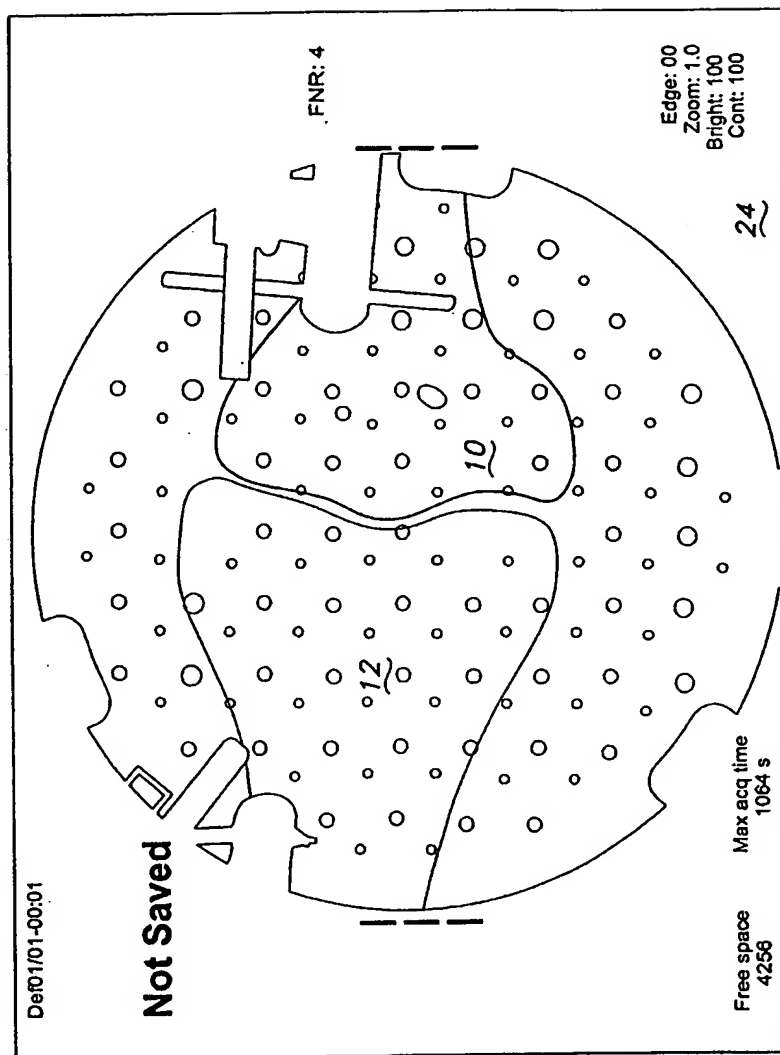 Def01/01-00:01
Not Saved
FNR: 4
12
10
Free space
4256
Max acq time
1064 s
Edge: 00
Zoom: 1.0
Bright: 100
Cont: 100
24